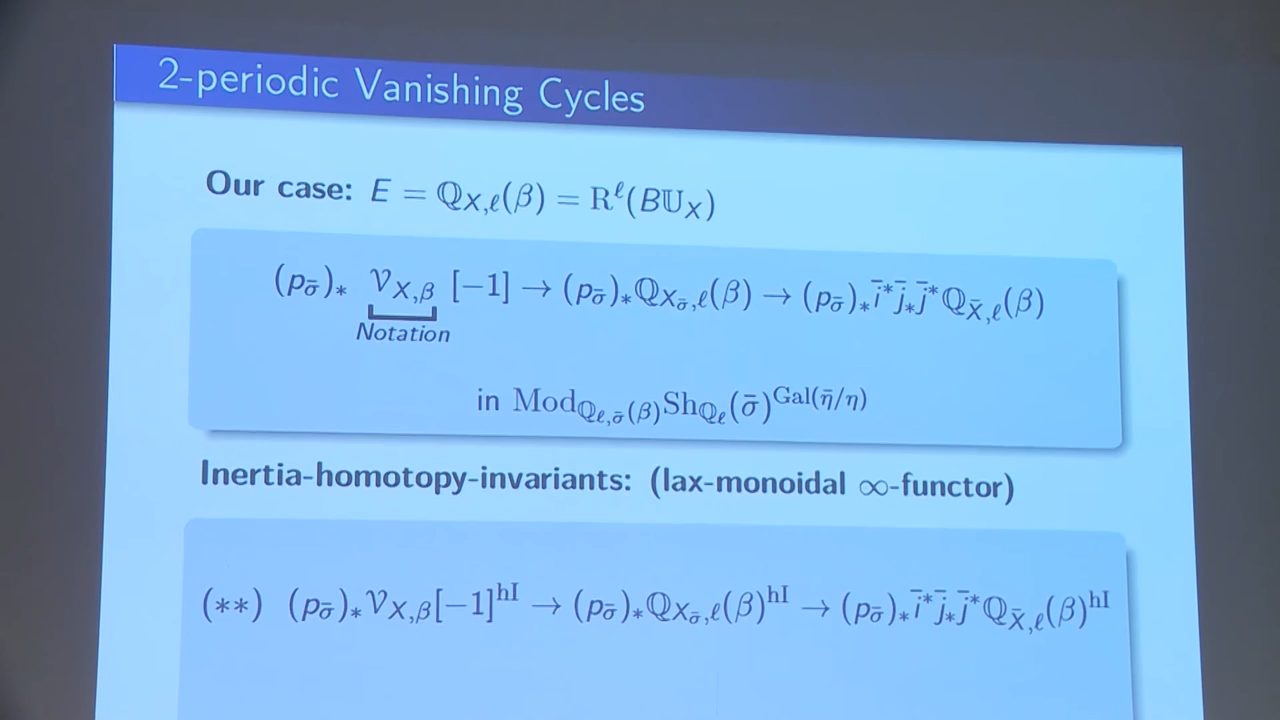 2-periodic Vanishing Cycles
Our case: E = ℚ_{X,ℓ}(β) = R^ℓ(B𝕌_X)
(p_σ̄)_* 𝒱_{X,β} [−1] → (p_σ̄)_*ℚ_{X_σ̄,ℓ}(β) → (p_σ̄)_* ī^* j̄_* j̄^* ℚ_{X̄,ℓ}(β)
Notation
in Mod_{ℚ_{ℓ,σ̄}(β)}Sh_{ℚ_ℓ}(σ̄)^{Gal(η̄/η)}
Inertia-homotopy-invariants: (lax-monoidal ∞-functor)
(∗∗) (p_σ̄)_*𝒱_{X,β}[−1]^{hI} → (p_σ̄)_*ℚ_{X_σ̄,ℓ}(β)^{hI} → (p_σ̄)_* ī^* j̄_* j̄^* ℚ_{X̄,ℓ}(β)^{hI}